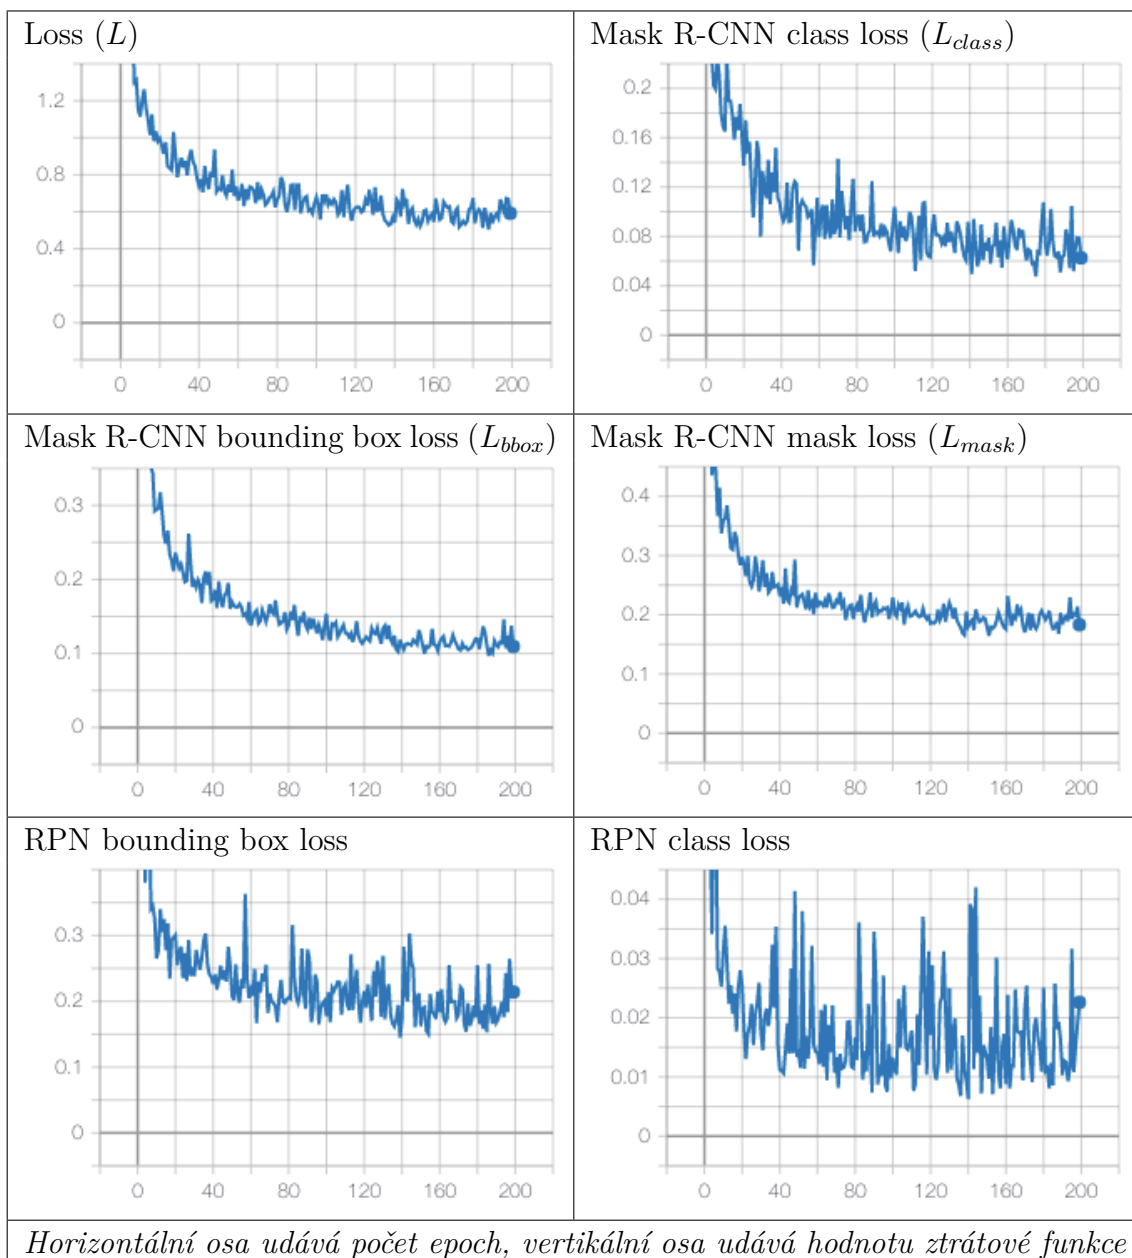 Loss (L)
1.2
0.8
0.4
0
0 40 80 120 160 200
Mask R-CNN class loss (L_class)
0.2
0.16
0.12
0.08
0.04
0
0 40 80 120 160 200
Mask R-CNN bounding box loss (L_bbox)
0.3
0.2
0.1
0
0 40 80 120 160 200
Mask R-CNN mask loss (L_mask)
0.4
0.3
0.2
0.1
0
0 40 80 120 160 200
RPN bounding box loss
0.3
0.2
0.1
0
0 40 80 120 160 200
RPN class loss
0.04
0.03
0.02
0.01
0
0 40 80 120 160 200
Horizontální osa udává počet epoch, vertikální osa udává hodnotu ztrátové funkce